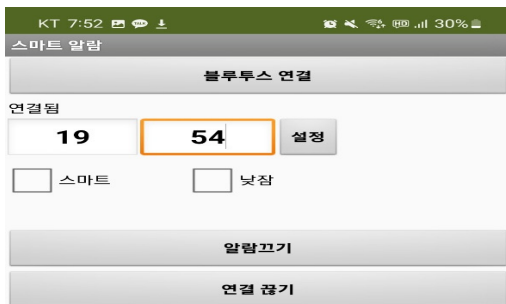 KT 7:52 HD 30%
스마트 알람
블루투스 연결
연결됨
19 54 설정
스마트 낮잠
알람끄기
연결 끊기